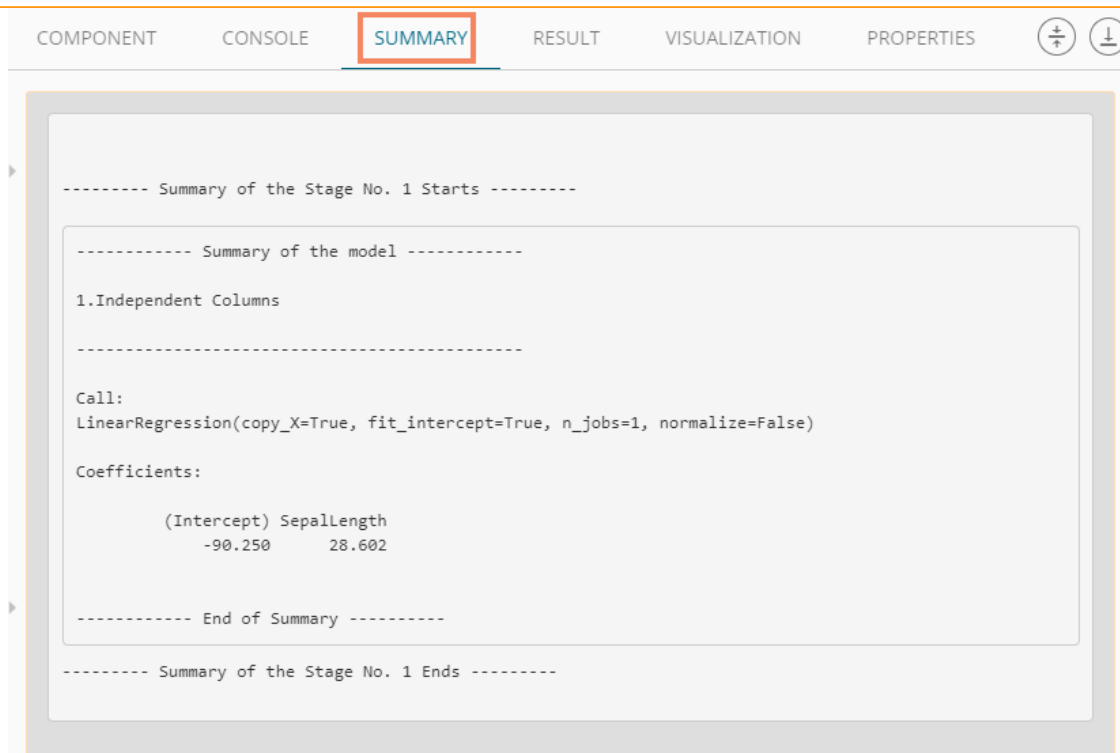 COMPONENT CONSOLE SUMMARY RESULT VISUALIZATION PROPERTIES
--------- Summary of the Stage No. 1 Starts ---------
------------ Summary of the model ------------
1.Independent Columns
----------------------------------------------
Call:
LinearRegression(copy_X=True, fit_intercept=True, n_jobs=1, normalize=False)
Coefficients:
(Intercept) SepalLength
-90.250 28.602
------------ End of Summary ----------
--------- Summary of the Stage No. 1 Ends ---------